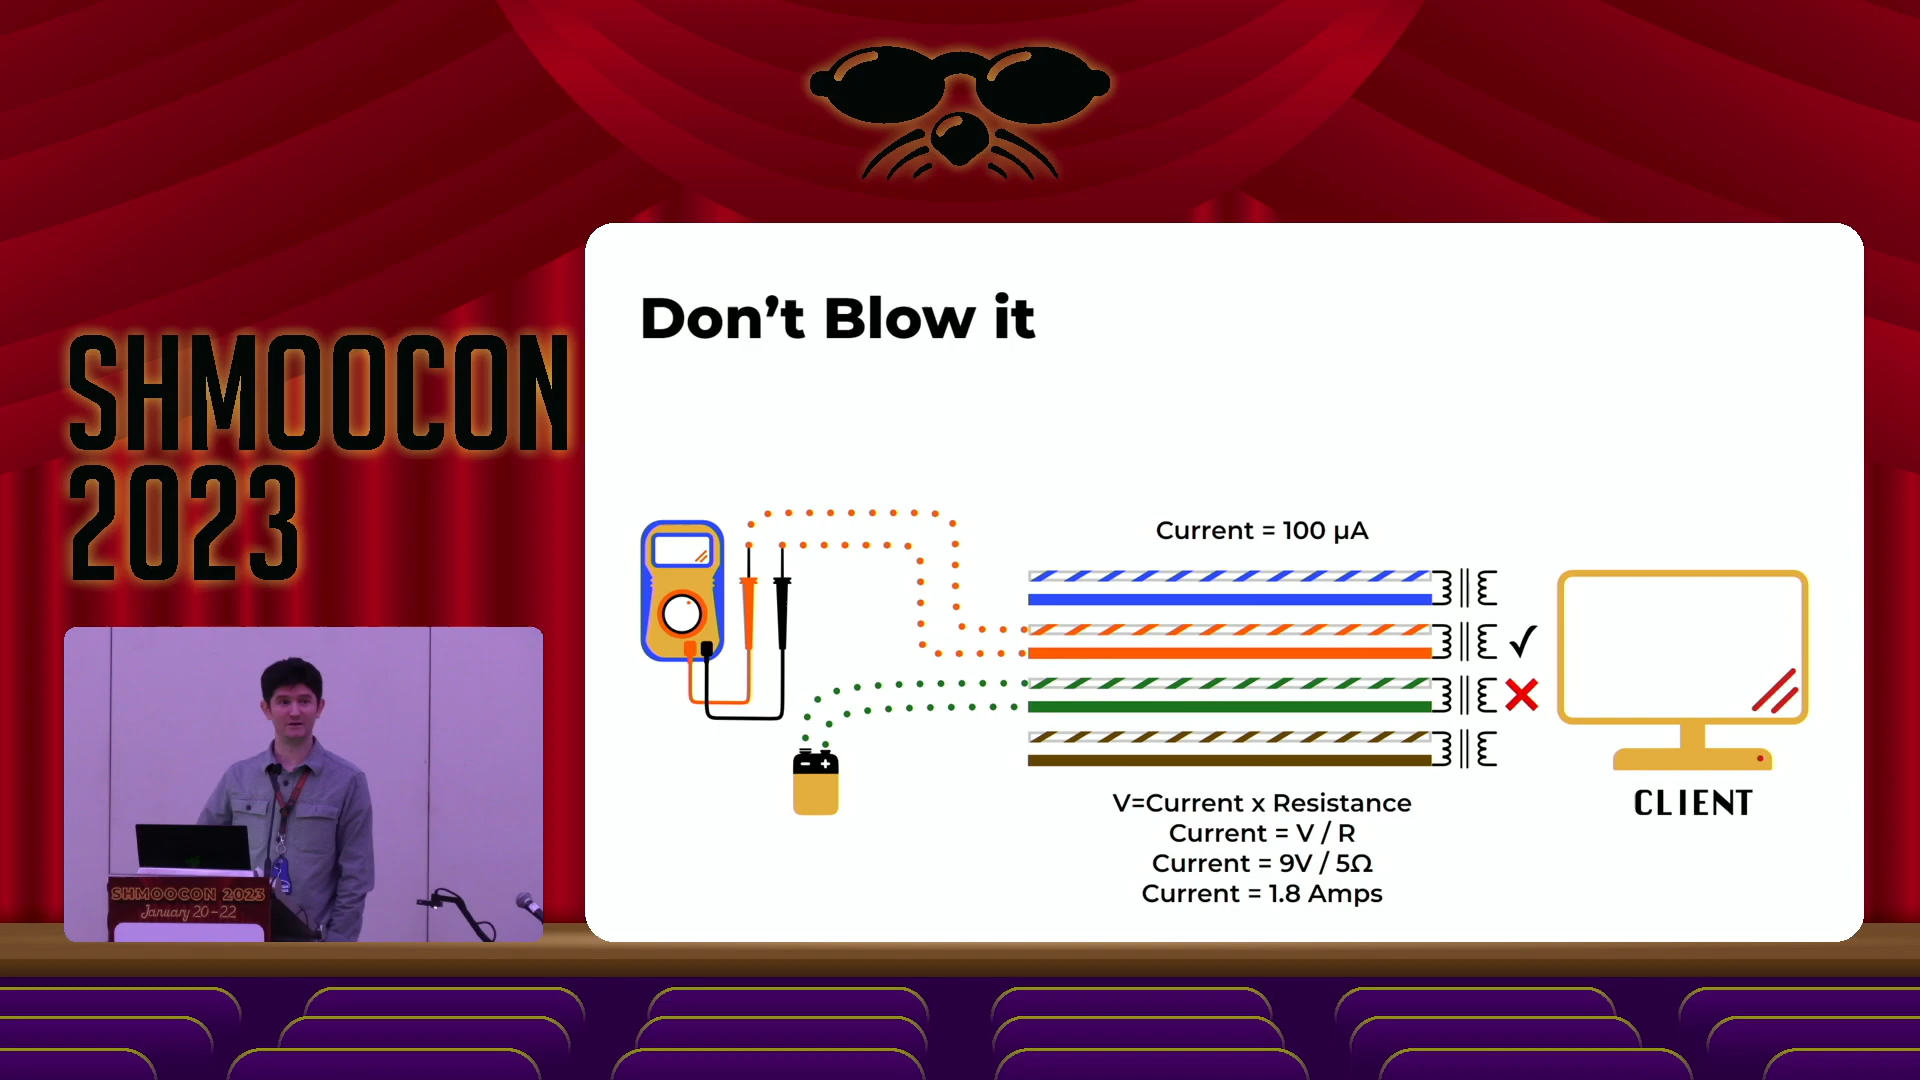 SHMOOCON
2023
Don't Blow it
Current = 100 µA
CLIENT
V=Current x Resistance
Current = V / R
Current = 9V / 5Ω
Current = 1.8 Amps
SHMOOCON 2023
January 20-22